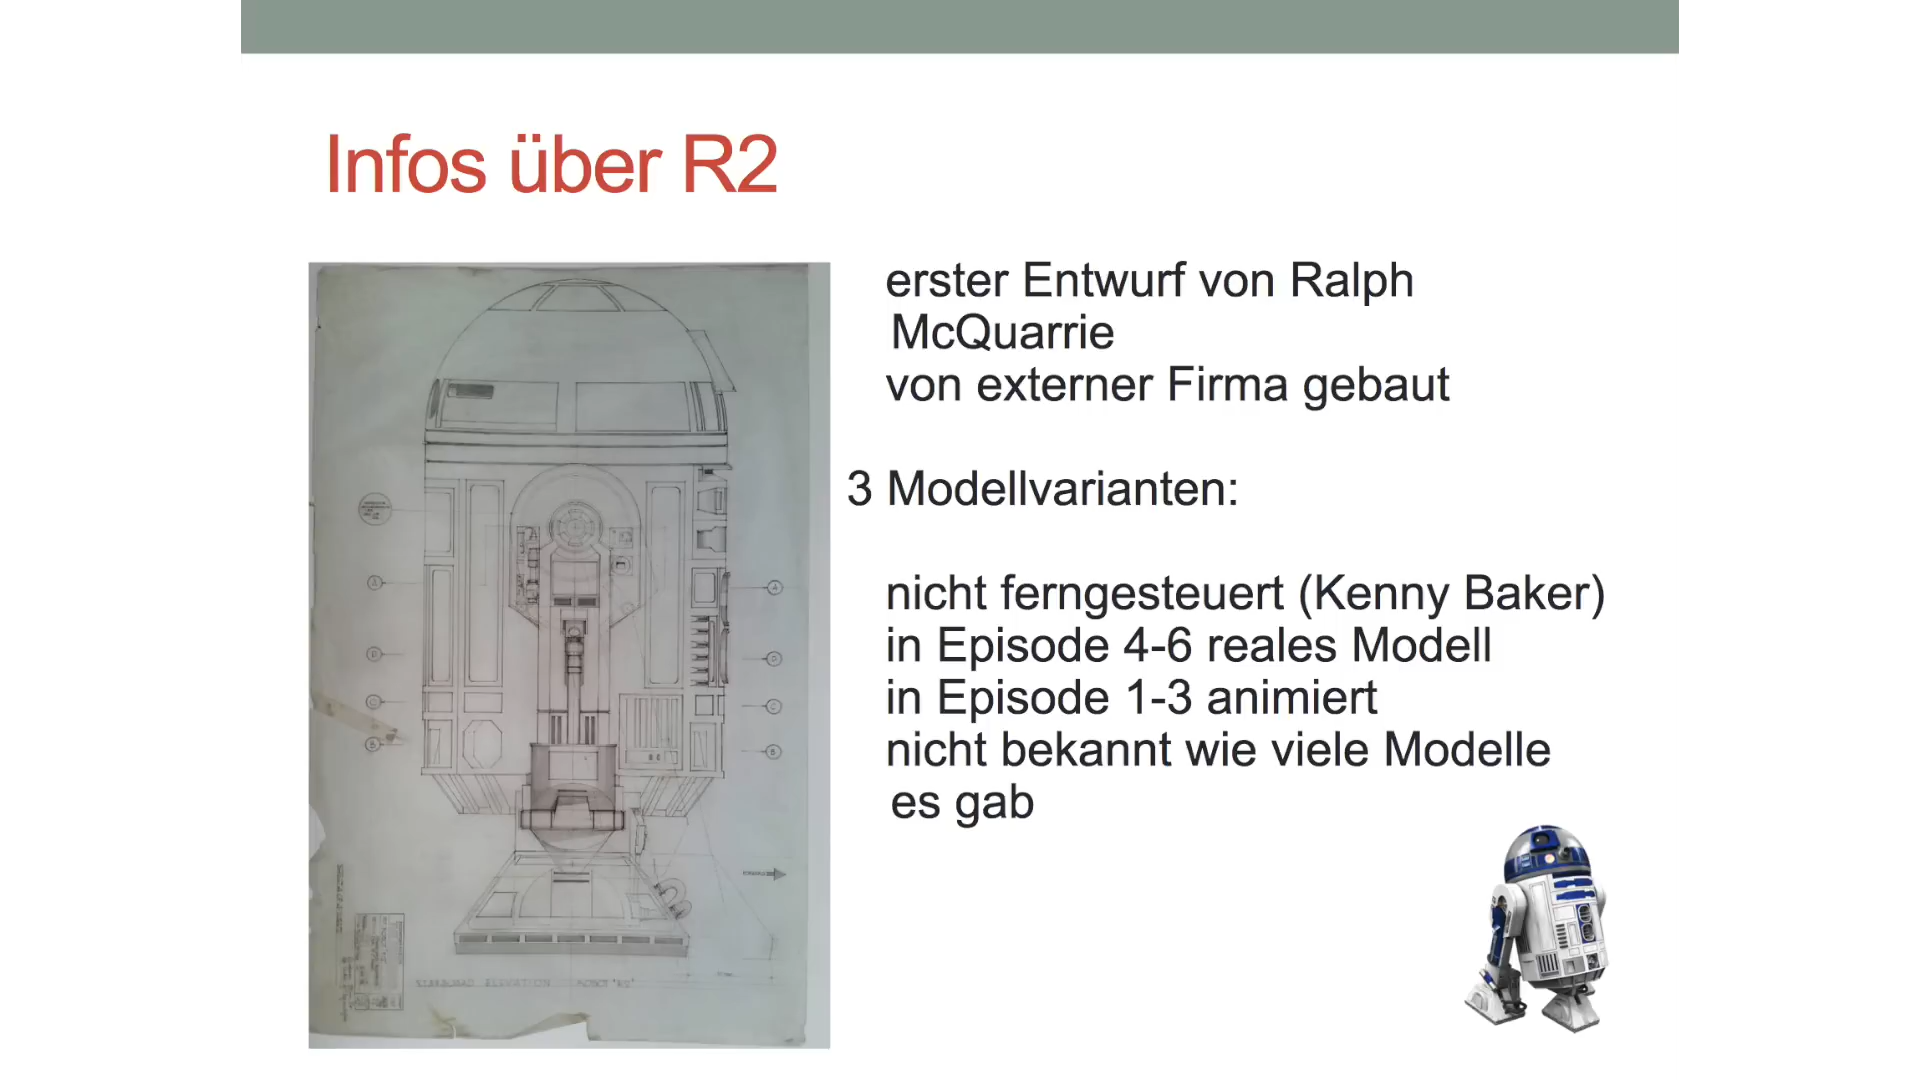 Infos über R2
erster Entwurf von Ralph
McQuarrie
von externer Firma gebaut
3 Modellvarianten:
nicht ferngesteuert (Kenny Baker)
in Episode 4-6 reales Modell
in Episode 1-3 animiert
nicht bekannt wie viele Modelle
es gab